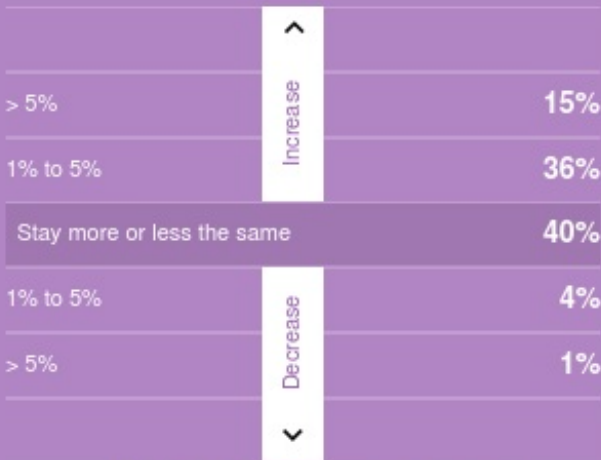 > 5%
15%
Increase
1% to 5%
36%
Stay more or less the same
40%
1% to 5%
4%
Decrease
> 5%
1%